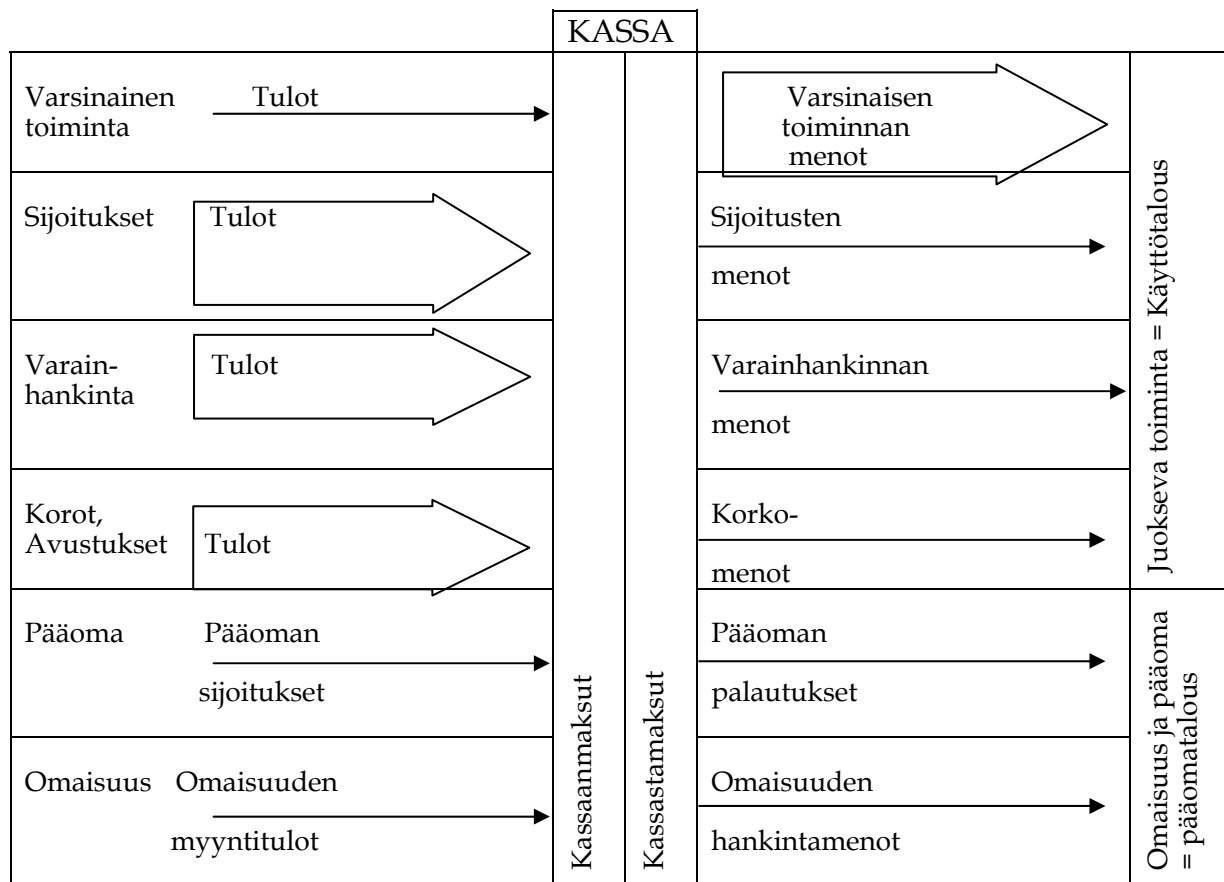 KASSA
Varsinainen
toiminta
Tulot
Varsinaisen
toiminnan
menot
Sijoitukset
Tulot
Sijoitusten
menot
Varain-
hankinta
Tulot
Varainhankinnan
menot
Korot,
Avustukset
Tulot
Korko-
menot
Pääoma
Pääoman
sijoitukset
Pääoman
palautukset
Omaisuus
Omaisuuden
myyntitulot
Omaisuuden
hankintamenot
Kassaanmaksut
Kassastamaksut
Juokseva toiminta = Käyttötalous
Omaisuus ja pääoma
= pääomatalous